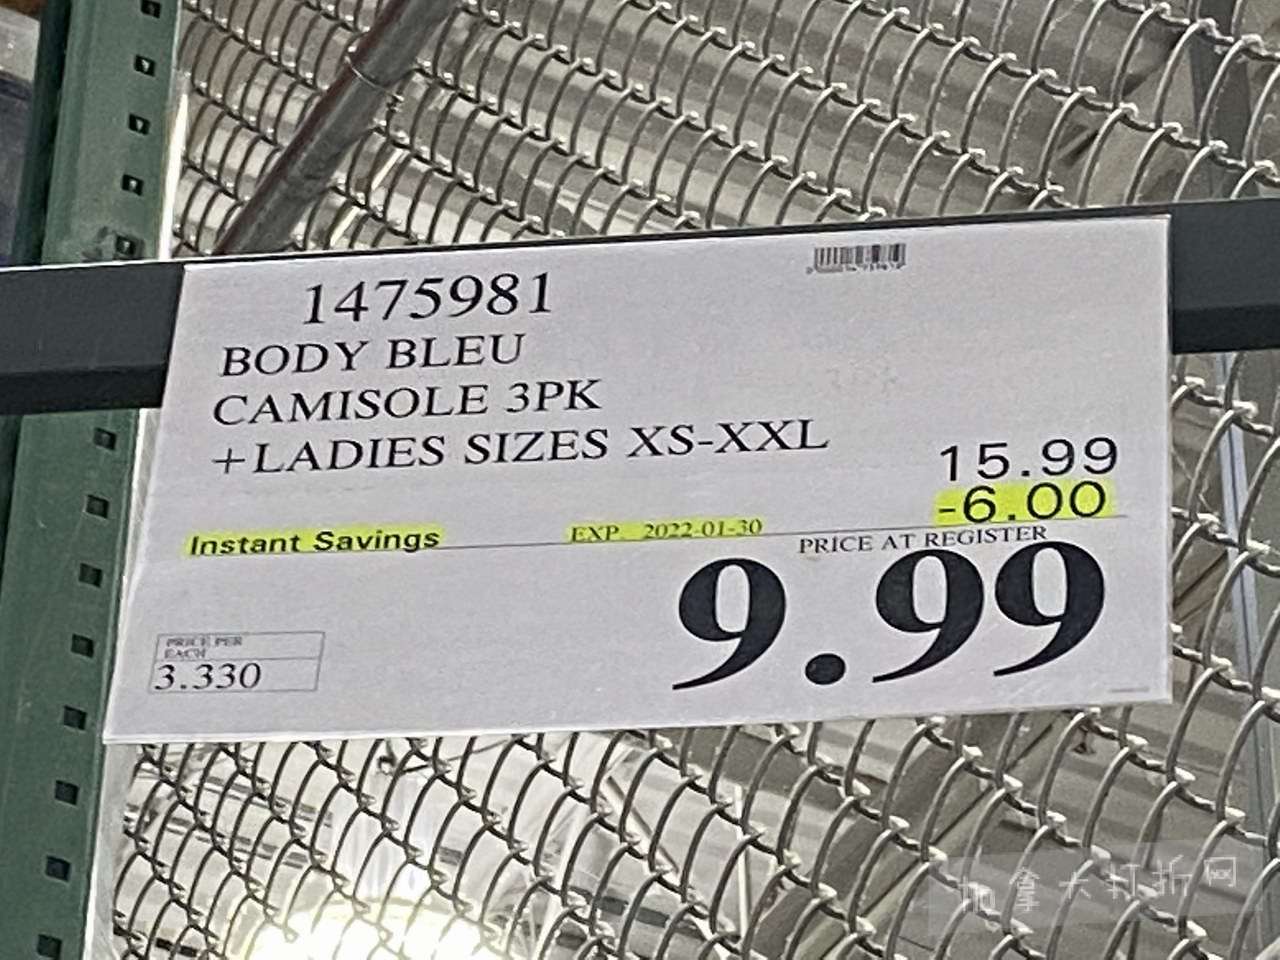 1475981
BODY BLEU
CAMISOLE 3PK
+LADIES SIZES XS-XXL
15.99
-6.00
Instant Savings EXP. 2022-01-30
PRICE AT REGISTER
9.99
PRICE PER
EACH
3.330
加拿大打折网